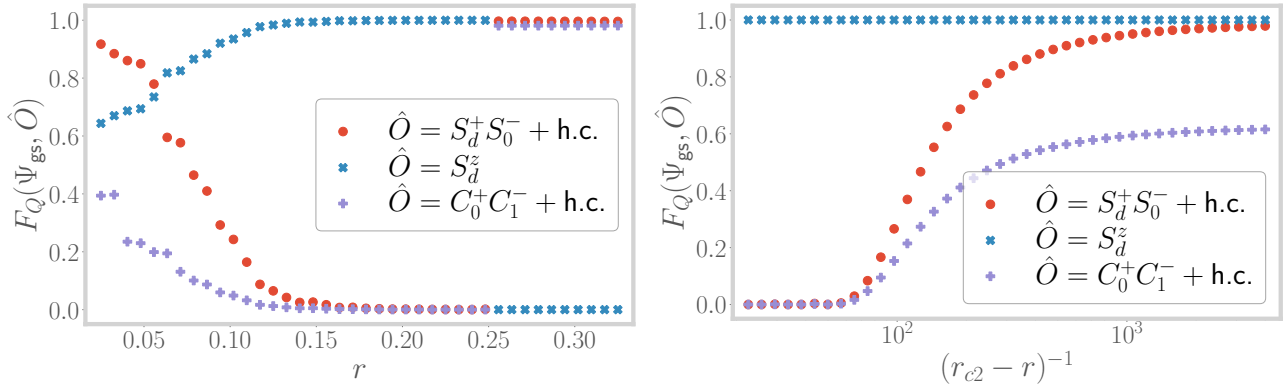 F_Q(Ψ_gs, Ô)
1.0
0.8
0.6
0.4
0.2
0.0
Ô = S_d^+ S_0^- + h.c.
Ô = S_d^z
Ô = C_0^+ C_1^- + h.c.
0.05 0.10 0.15 0.20 0.25 0.30
r
F_Q(Ψ_gs, Ô)
1.0
0.8
0.6
0.4
0.2
0.0
Ô = S_d^+ S_0^- + h.c.
Ô = S_d^z
Ô = C_0^+ C_1^- + h.c.
10^2 10^3
(r_{c2} − r)^{-1}